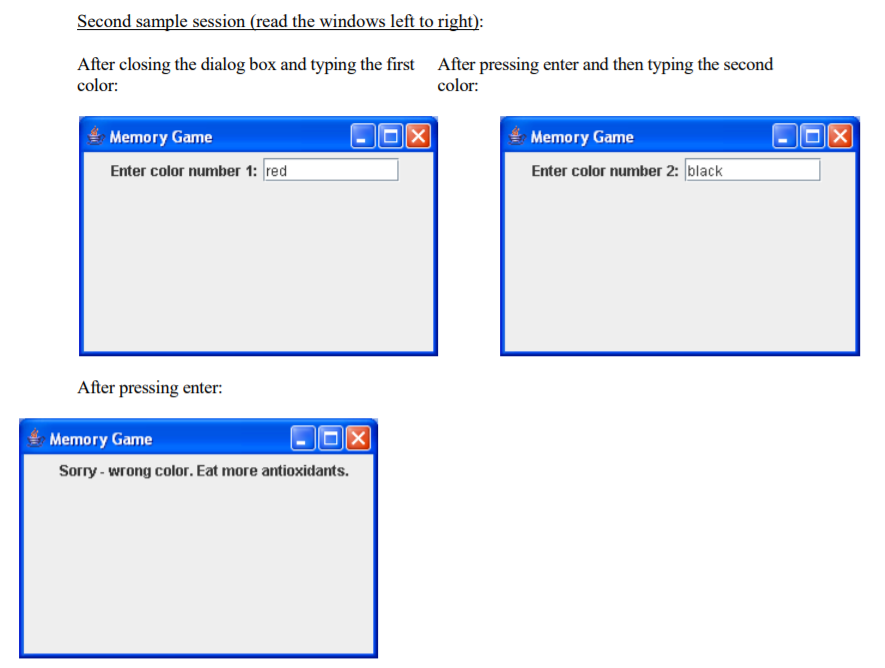 Second sample session (read the windows left to right):
After closing the dialog box and typing the first
color:
After pressing enter and then typing the second
color:
Memory Game
Enter color number 1: red
Memory Game
Enter color number 2: black
After pressing enter:
Memory Game
Sorry - wrong color. Eat more antioxidants.